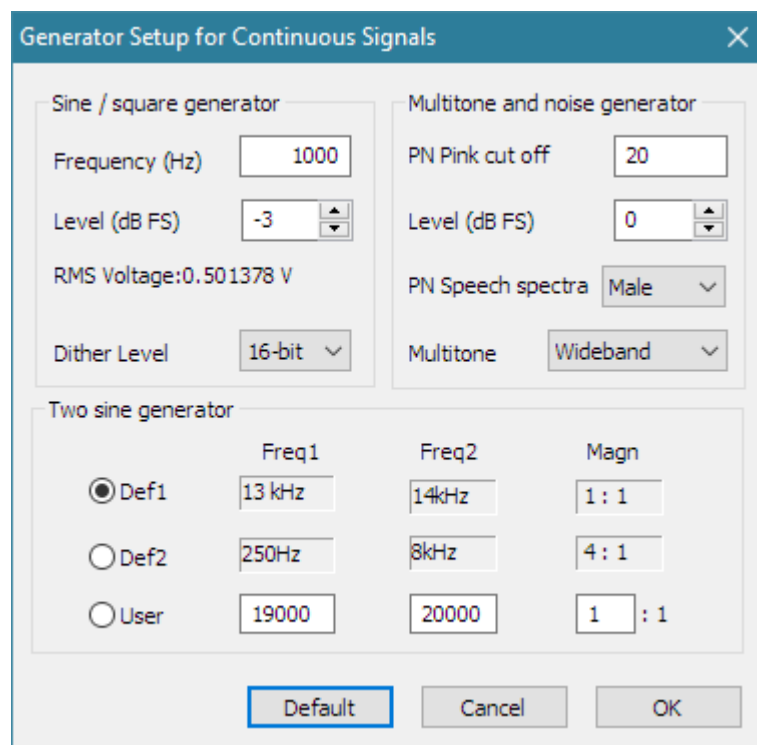 Generator Setup for Continuous Signals
Sine / square generator
Frequency (Hz) 1000
Level (dB FS) -3
RMS Voltage:0.501378 V
Dither Level 16-bit
Multitone and noise generator
PN Pink cut off 20
Level (dB FS) 0
PN Speech spectra Male
Multitone Wideband
Two sine generator
Freq1 Freq2 Magn
Def1 13 kHz 14kHz 1 : 1
Def2 250Hz 8kHz 4 : 1
User 19000 20000 1 : 1
Default Cancel OK